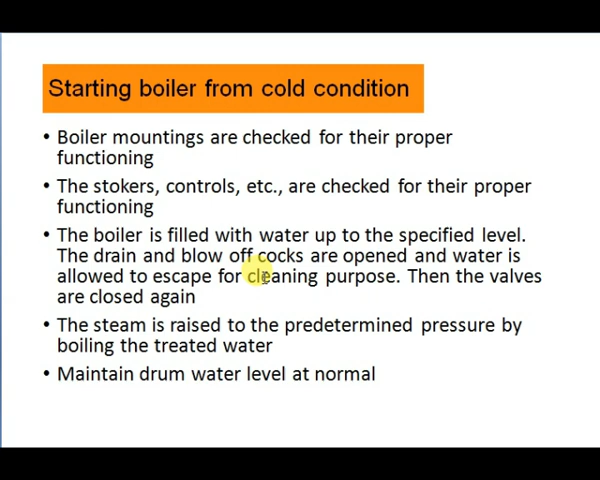 Starting boiler from cold condition
• Boiler mountings are checked for their proper
functioning
• The stokers, controls, etc., are checked for their proper
functioning
• The boiler is filled with water up to the specified level.
The drain and blow off cocks are opened and water is
allowed to escape for cleaning purpose. Then the valves
are closed again
• The steam is raised to the predetermined pressure by
boiling the treated water
• Maintain drum water level at normal